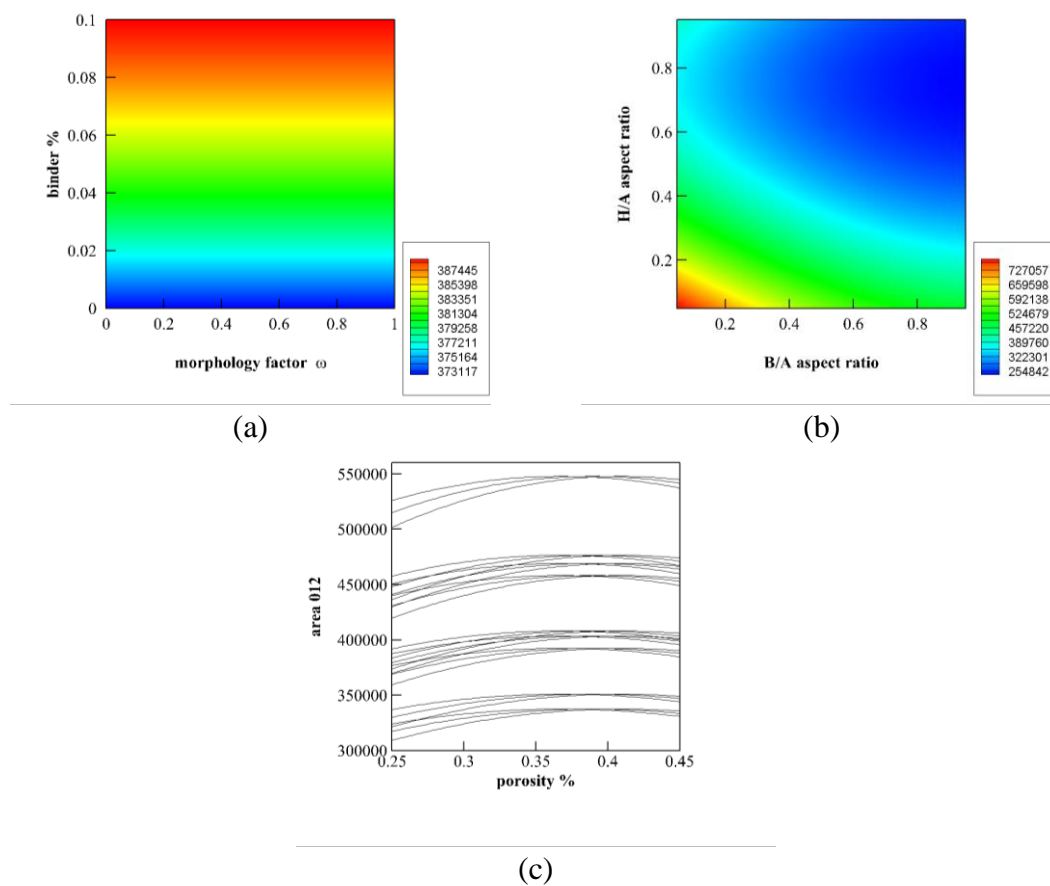 0.1
0.08
0.06
0.04
0.02
0
binder %
0 0.2 0.4 0.6 0.8 1
morphology factor ω
387445
385398
383351
381304
379258
377211
375164
373117
(a)
0.8
0.6
0.4
0.2
H/A aspect ratio
0.2 0.4 0.6 0.8
B/A aspect ratio
727057
659598
592138
524679
457220
389760
322301
254842
(b)
550000
500000
450000
400000
350000
300000
area 012
0.25 0.3 0.35 0.4 0.45
porosity %
(c)